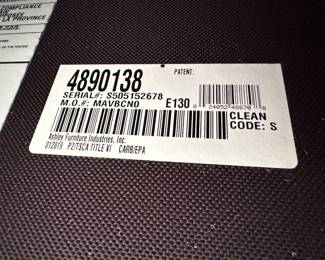 COMPLIANCE
LA PROVINCE
4890138
PATENT:
SERIAL#: S505152678
M.O.#: MAVBCN0
E130
CLEAN
CODE: S
Ashley Furniture Industries, Inc.
012019 P2/TSCA TITLE VI CARB/EPA